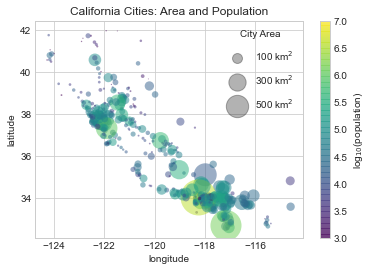 California Cities: Area and Population
City Area
100 km²
300 km²
500 km²
42
40
38
36
34
latitude
−124
−122
−120
−118
−116
longitude
7.0
6.5
6.0
5.5
5.0
4.5
4.0
3.5
3.0
log₁₀(population)